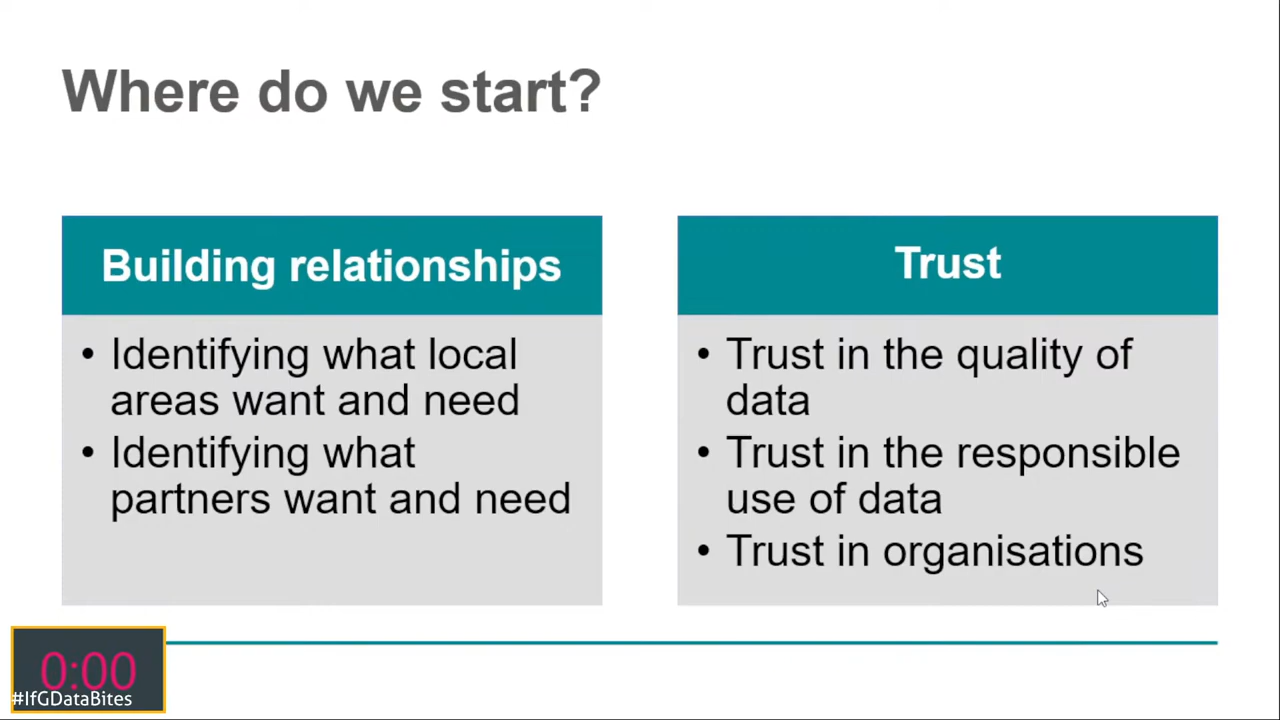 Where do we start?
Building relationships
• Identifying what local
areas want and need
• Identifying what
partners want and need
Trust
• Trust in the quality of
data
• Trust in the responsible
use of data
• Trust in organisations
0:00
#IfGDataBites